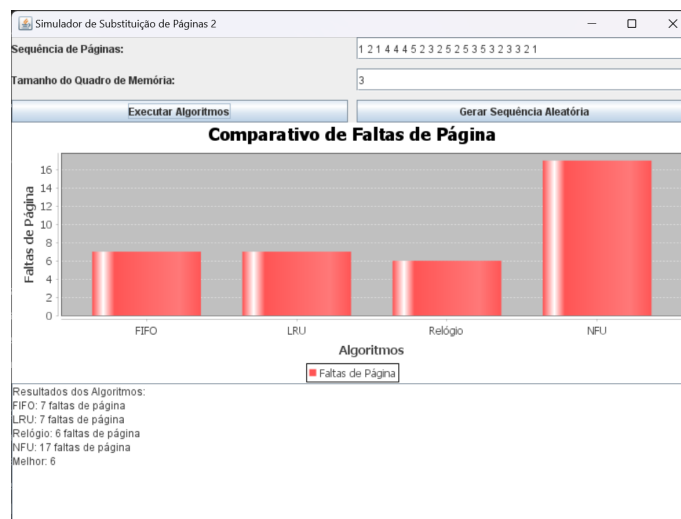 Simulador de Substituição de Páginas 2
Sequência de Páginas:
1 2 1 4 4 4 5 2 3 2 5 2 5 3 5 3 2 3 3 2 1
Tamanho do Quadro de Memória:
3
Executar Algoritmos
Gerar Sequência Aleatória
Comparativo de Faltas de Página
Faltas de Página
16
14
12
10
8
6
4
2
0
FIFO
LRU
Relógio
NFU
Algoritmos
Faltas de Página
Resultados dos Algoritmos:
FIFO: 7 faltas de página
LRU: 7 faltas de página
Relógio: 6 faltas de página
NFU: 17 faltas de página
Melhor: 6